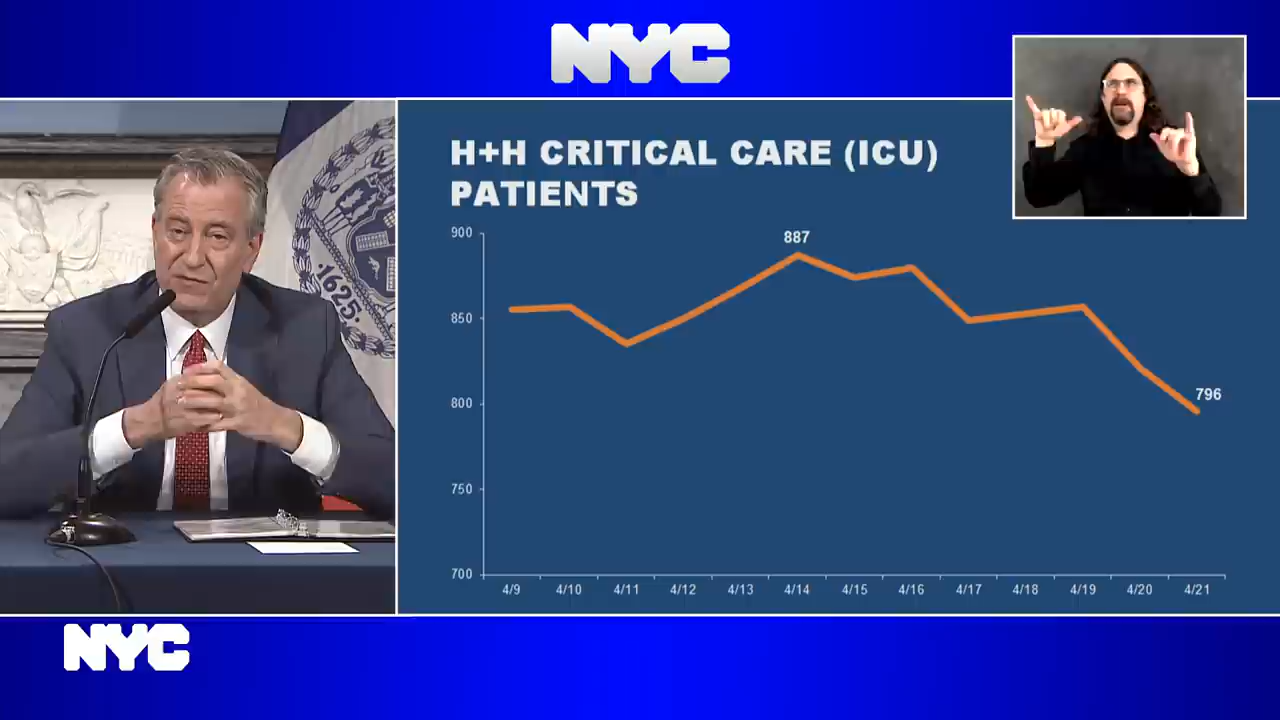 NYC
H+H CRITICAL CARE (ICU)
PATIENTS
900
850
800
750
700
887
796
4/9 4/10 4/11 4/12 4/13 4/14 4/15 4/16 4/17 4/18 4/19 4/20 4/21
·1625·
NYC